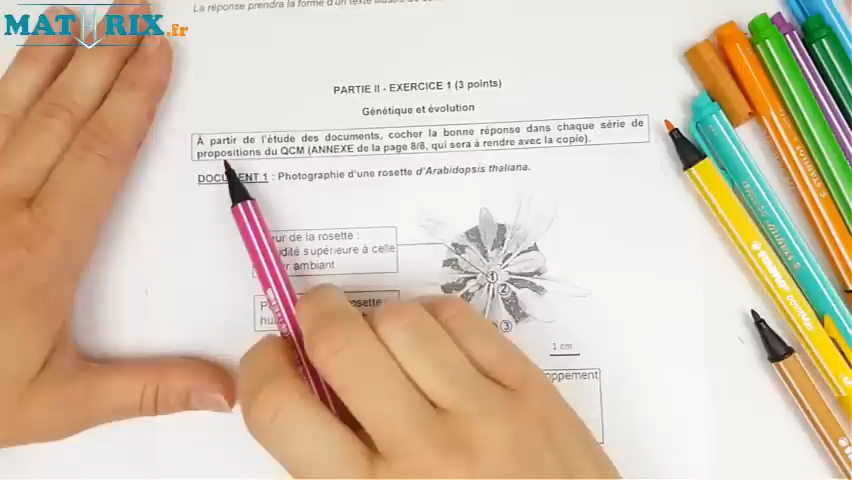 MATHRIX.fr
La réponse prendra la forme d'un texte illustré de
PARTIE II - EXERCICE 1 (3 points)
Génétique et évolution
À partir de l'étude des documents, cocher la bonne réponse dans chaque série de
propositions du QCM (ANNEXE de la page 8/8, qui sera à rendre avec la copie).
DOCUMENT 1 : Photographie d'une rosette d'Arabidopsis thaliana.
de la rosette :
supérieure à celle
ambiant
1
2
3
1 cm